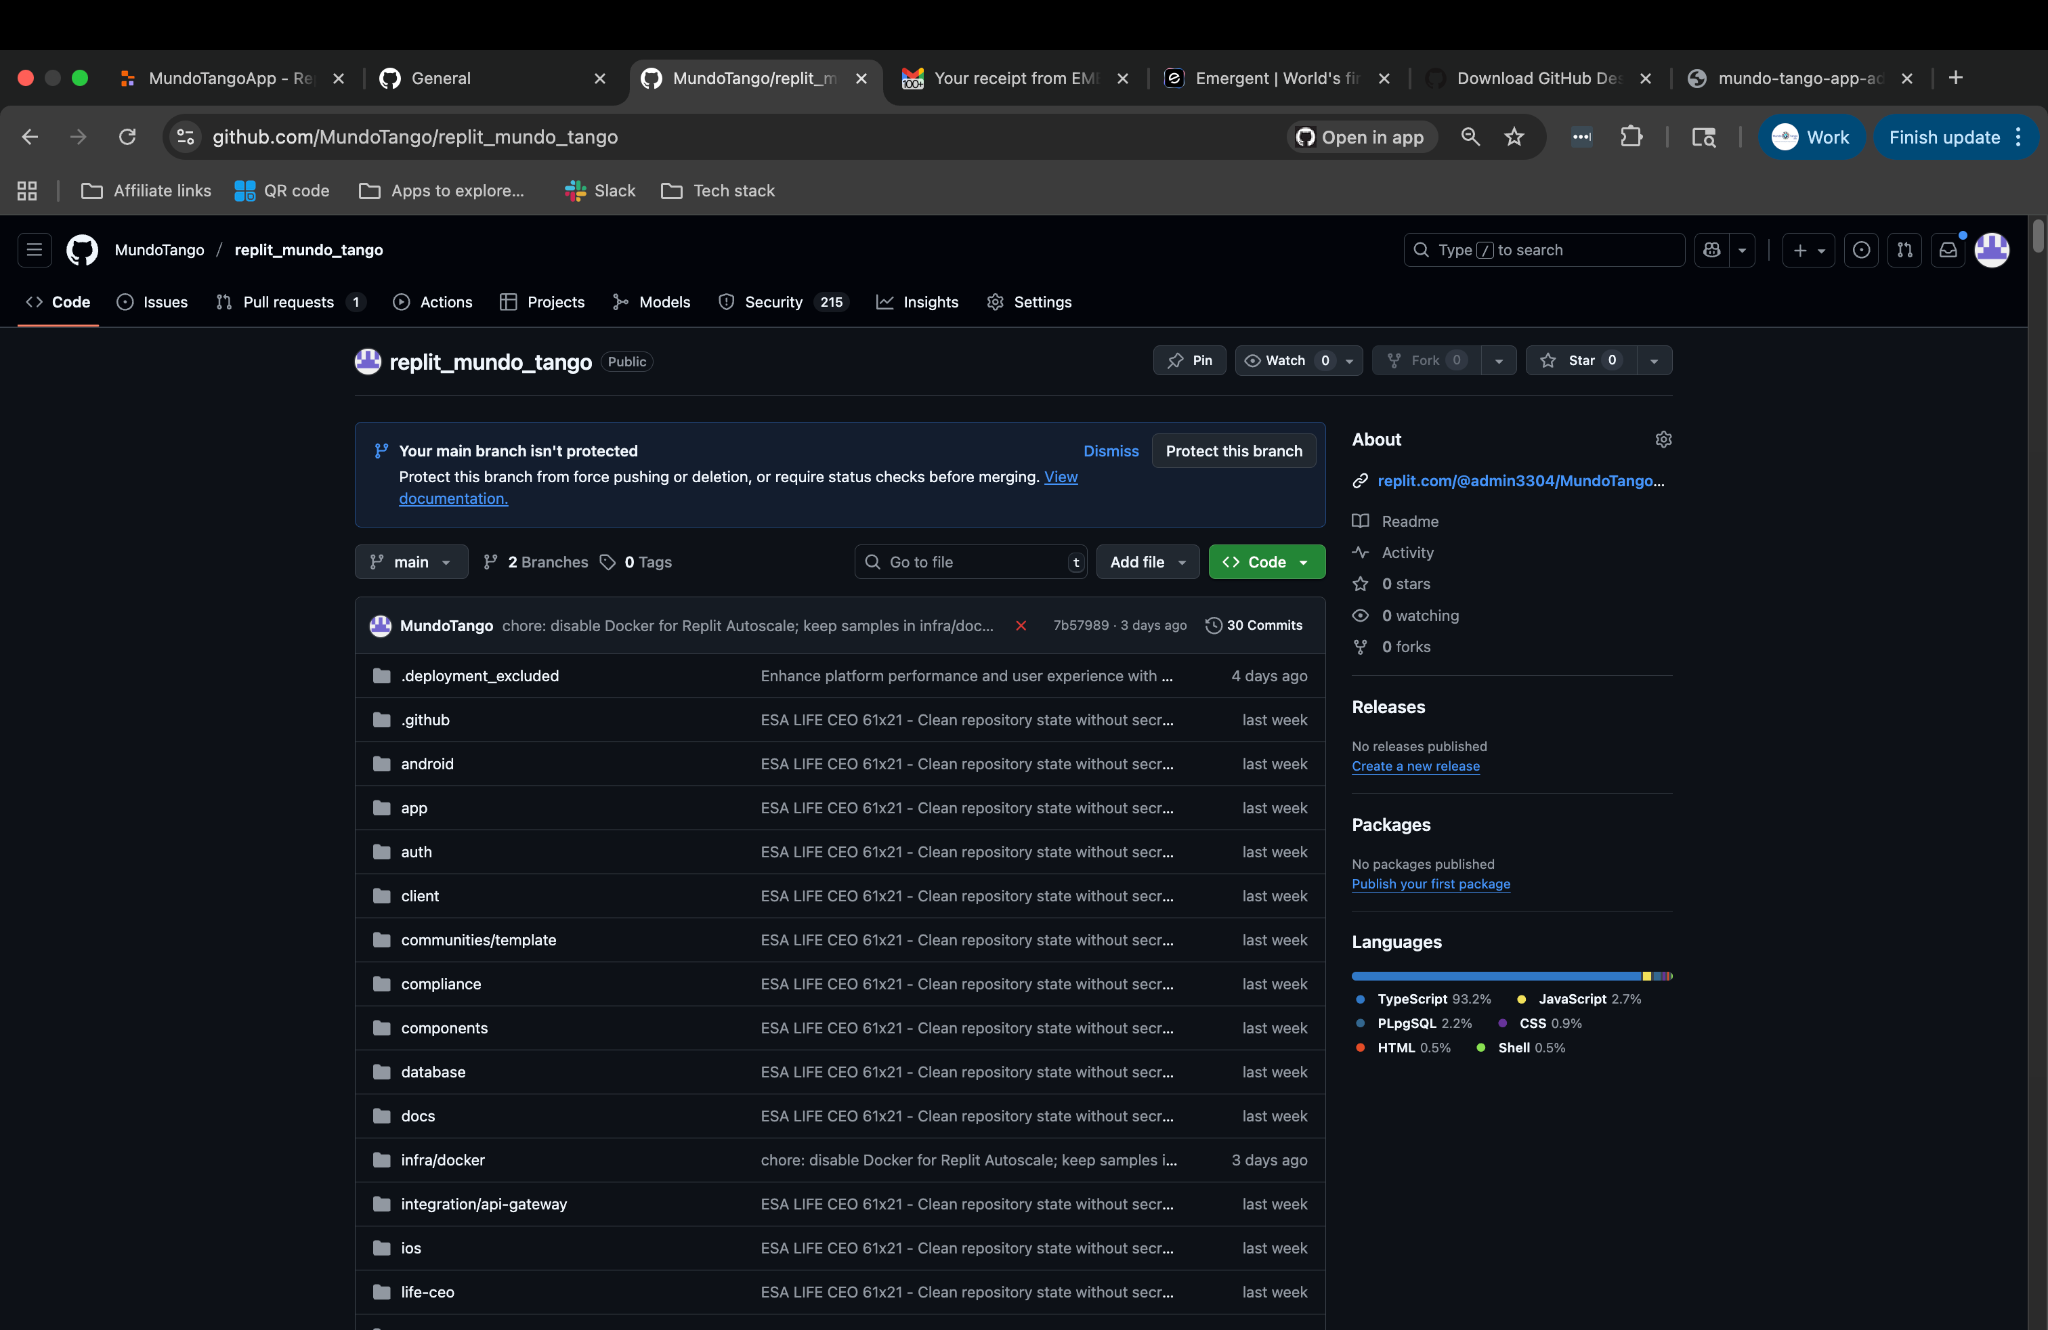 MundoTangoApp - Re
General
MundoTango/replit_m
Your receipt from EME
Emergent | World's fir
Download GitHub Des
mundo-tango-app-ad
github.com/MundoTango/replit_mundo_tango
Open in app
Work
Finish update
Affiliate links
QR code
Apps to explore...
Slack
Tech stack
MundoTango / replit_mundo_tango
Type / to search
Code
Issues
Pull requests 1
Actions
Projects
Models
Security 215
Insights
Settings
replit_mundo_tango Public
Pin
Watch 0
Fork 0
Star 0
Your main branch isn't protected
Protect this branch from force pushing or deletion, or require status checks before merging. View
documentation.
Dismiss
Protect this branch
main
2 Branches
0 Tags
Go to file t
Add file
Code
MundoTango chore: disable Docker for Replit Autoscale; keep samples in infra/doc... 7b57989 · 3 days ago 30 Commits
.deployment_excluded Enhance platform performance and user experience with ... 4 days ago
.github ESA LIFE CEO 61x21 - Clean repository state without secr... last week
android ESA LIFE CEO 61x21 - Clean repository state without secr... last week
app ESA LIFE CEO 61x21 - Clean repository state without secr... last week
auth ESA LIFE CEO 61x21 - Clean repository state without secr... last week
client ESA LIFE CEO 61x21 - Clean repository state without secr... last week
communities/template ESA LIFE CEO 61x21 - Clean repository state without secr... last week
compliance ESA LIFE CEO 61x21 - Clean repository state without secr... last week
components ESA LIFE CEO 61x21 - Clean repository state without secr... last week
database ESA LIFE CEO 61x21 - Clean repository state without secr... last week
docs ESA LIFE CEO 61x21 - Clean repository state without secr... last week
infra/docker chore: disable Docker for Replit Autoscale; keep samples i... 3 days ago
integration/api-gateway ESA LIFE CEO 61x21 - Clean repository state without secr... last week
ios ESA LIFE CEO 61x21 - Clean repository state without secr... last week
life-ceo ESA LIFE CEO 61x21 - Clean repository state without secr... last week
About
replit.com/@admin3304/MundoTango...
Readme
Activity
0 stars
0 watching
0 forks
Releases
No releases published
Create a new release
Packages
No packages published
Publish your first package
Languages
TypeScript 93.2% JavaScript 2.7%
PLpgSQL 2.2% CSS 0.9%
HTML 0.5% Shell 0.5%